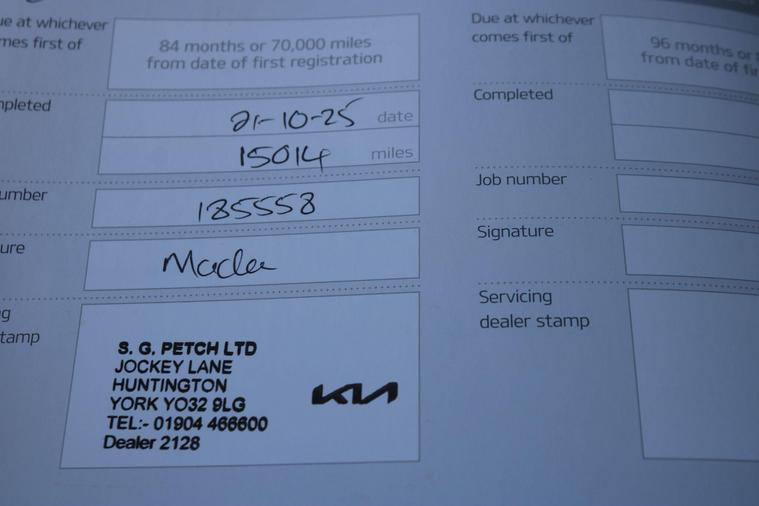 ue at whichever
mes first of
84 months or 70,000 miles
from date of first registration
mpleted
21-10-25 date
15014 miles
umber
185558
ure
g
tamp
S. G. PETCH LTD
JOCKEY LANE
HUNTINGTON
YORK YO32 9LG
TEL:- 01904 466600
Dealer 2128
KIA
Due at whichever
comes first of
96 months or
from date of fir
Completed
Job number
Signature
Servicing
dealer stamp